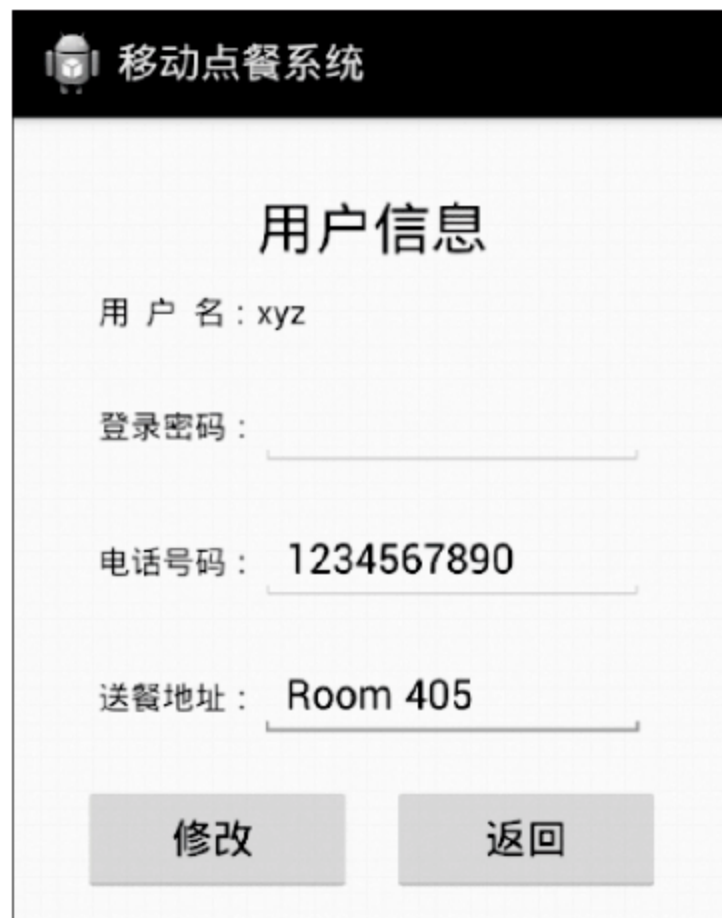 移动点餐系统
用户信息
用 户 名：xyz
登录密码：
电话号码： 1234567890
送餐地址： Room 405
修改 返回